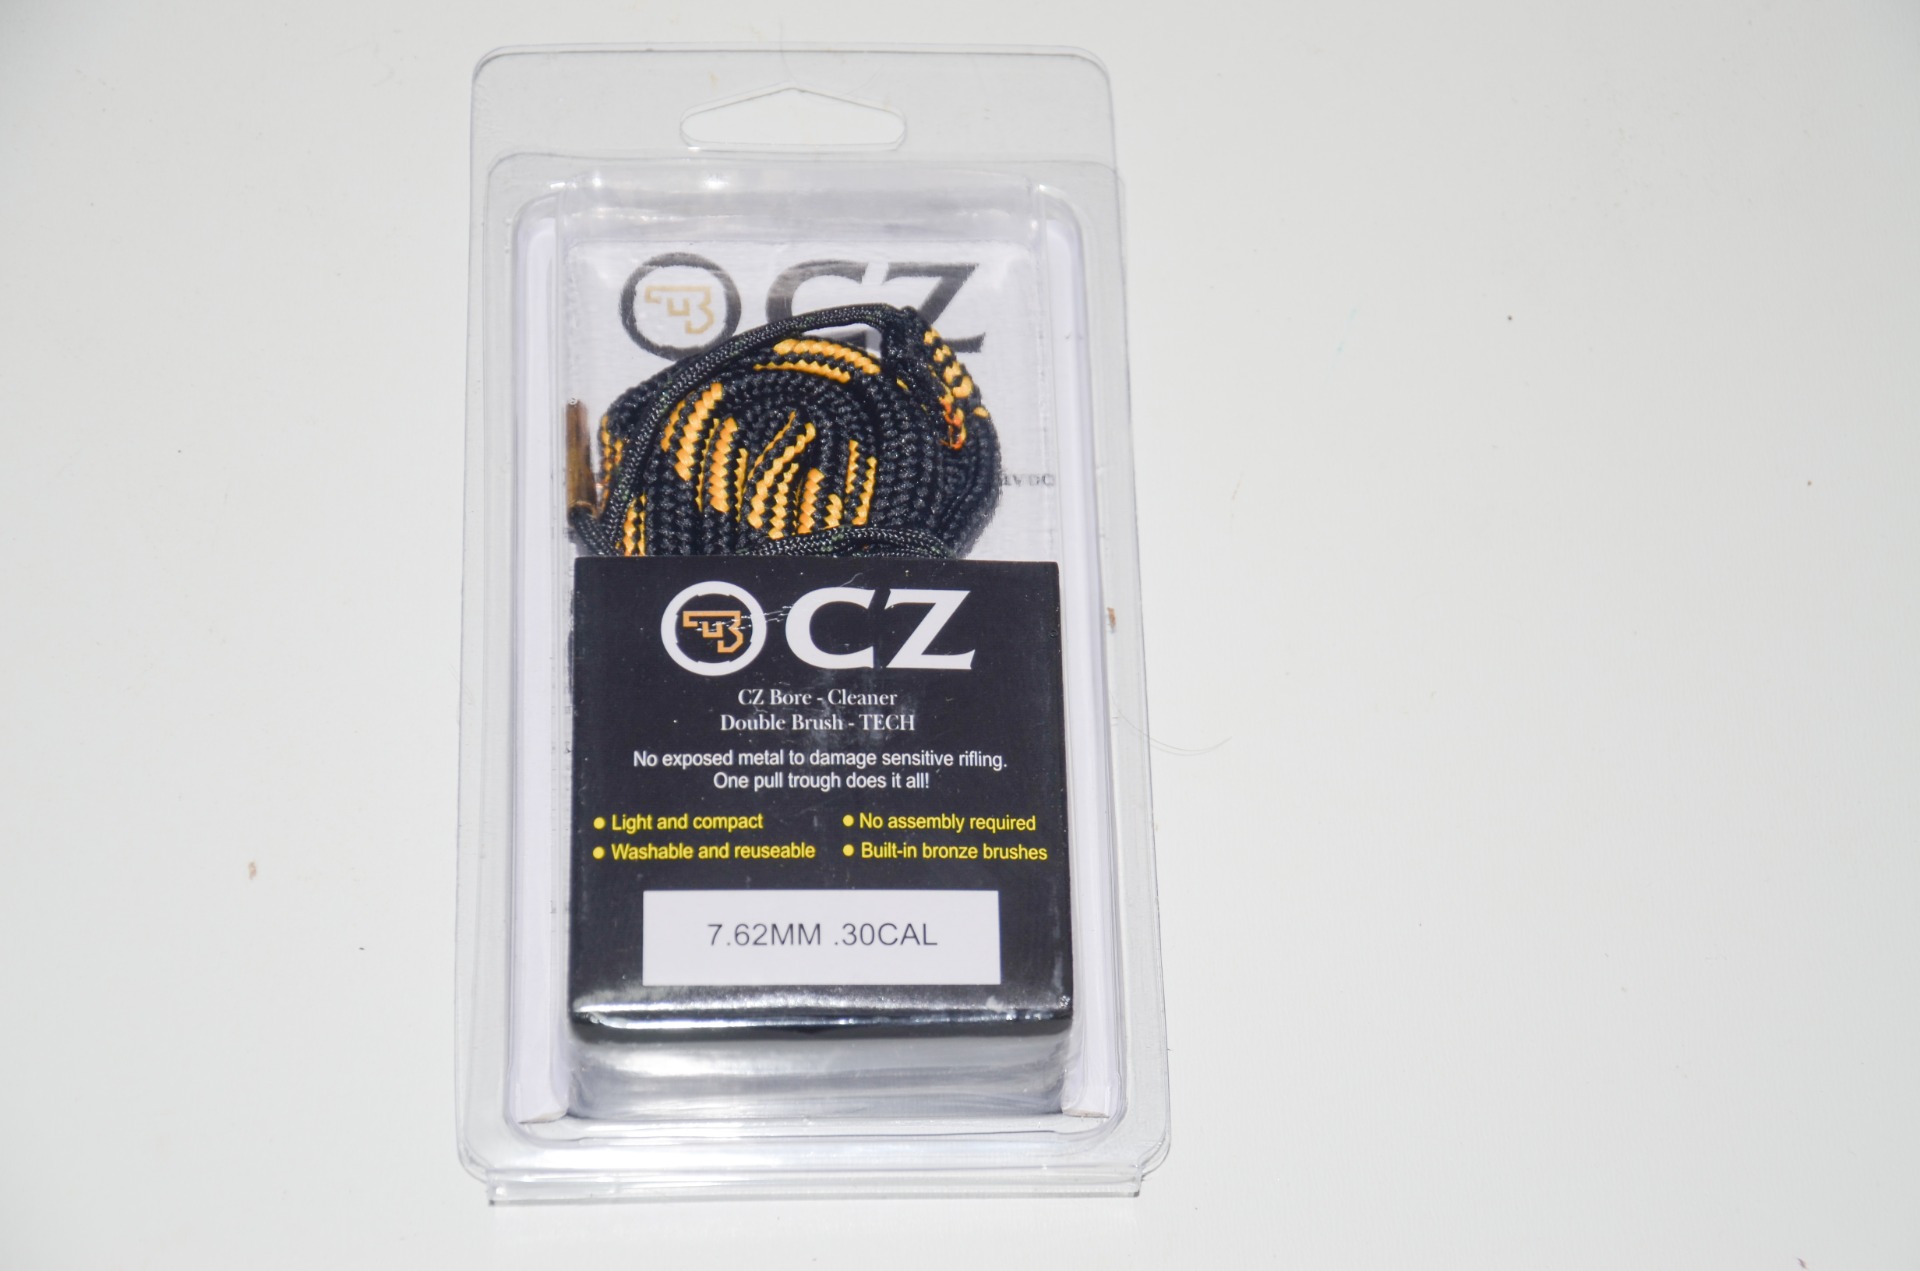 CZ
CZ
CZ Bore - Cleaner
Double Brush - TECH
No exposed metal to damage sensitive rifling.
One pull trough does it all!
● Light and compact ● No assembly required
● Washable and reuseable ● Built-in bronze brushes
7.62MM .30CAL